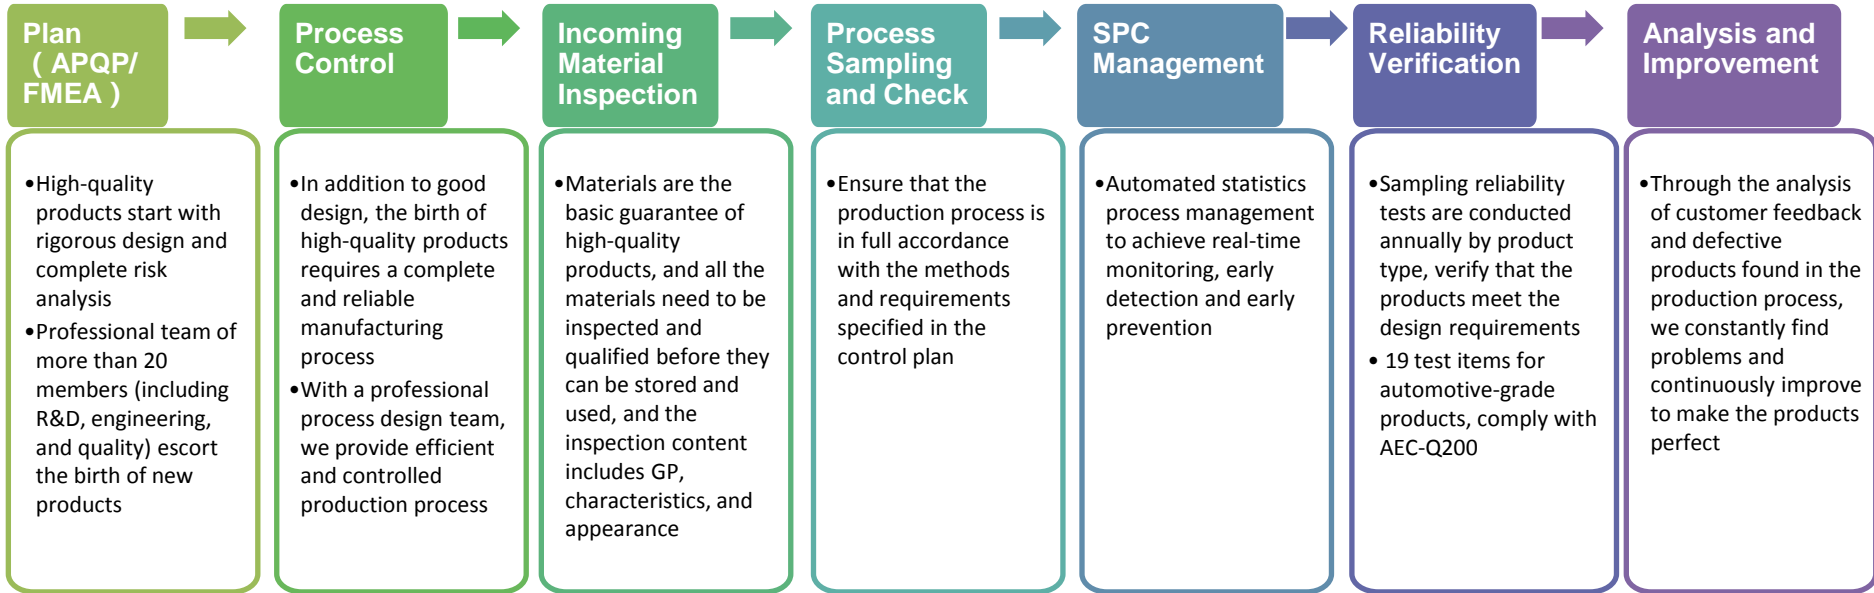 Plan
( APQP/
FMEA )
•High-quality
products start with
rigorous design and
complete risk
analysis
•Professional team of
more than 20
members (including
R&D, engineering,
and quality) escort
the birth of new
products
Process
Control
•In addition to good
design, the birth of
high-quality products
requires a complete
and reliable
manufacturing
process
•With a professional
process design team,
we provide efficient
and controlled
production process
Incoming
Material
Inspection
•Materials are the
basic guarantee of
high-quality
products, and all the
materials need to be
inspected and
qualified before they
can be stored and
used, and the
inspection content
includes GP,
characteristics, and
appearance
Process
Sampling
and Check
•Ensure that the
production process is
in full accordance
with the methods
and requirements
specified in the
control plan
SPC
Management
•Automated statistics
process management
to achieve real-time
monitoring, early
detection and early
prevention
Reliability
Verification
•Sampling reliability
tests are conducted
annually by product
type, verify that the
products meet the
design requirements
• 19 test items for
automotive-grade
products, comply with
AEC-Q200
Analysis and
Improvement
•Through the analysis
of customer feedback
and defective
products found in the
production process,
we constantly find
problems and
continuously improve
to make the products
perfect